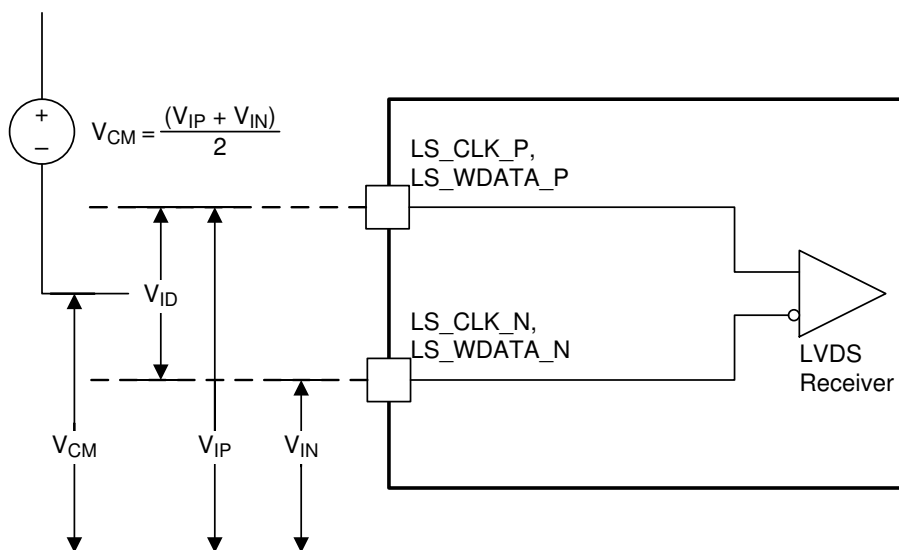 +
–
V_CM = (V_IP + V_IN)
2
LS_CLK_P,
LS_WDATA_P
V_ID
LS_CLK_N,
LS_WDATA_N
LVDS
Receiver
V_CM
V_IP
V_IN